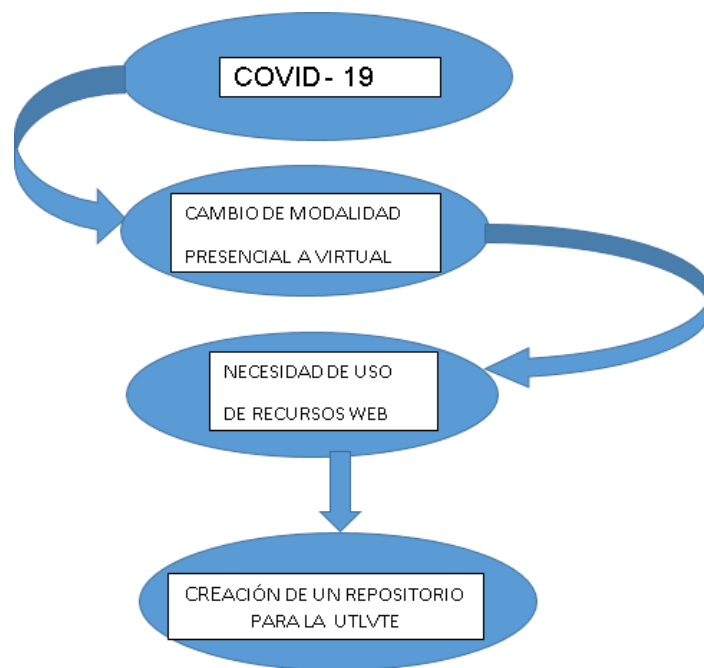 COVID - 19
CAMBIO DE MODALIDAD
PRESENCIAL A VIRTUAL
NECESIDAD DE USO
DE RECURSOS WEB
CREACIÓN DE UN REPOSITORIO
PARA LA UTLVTE